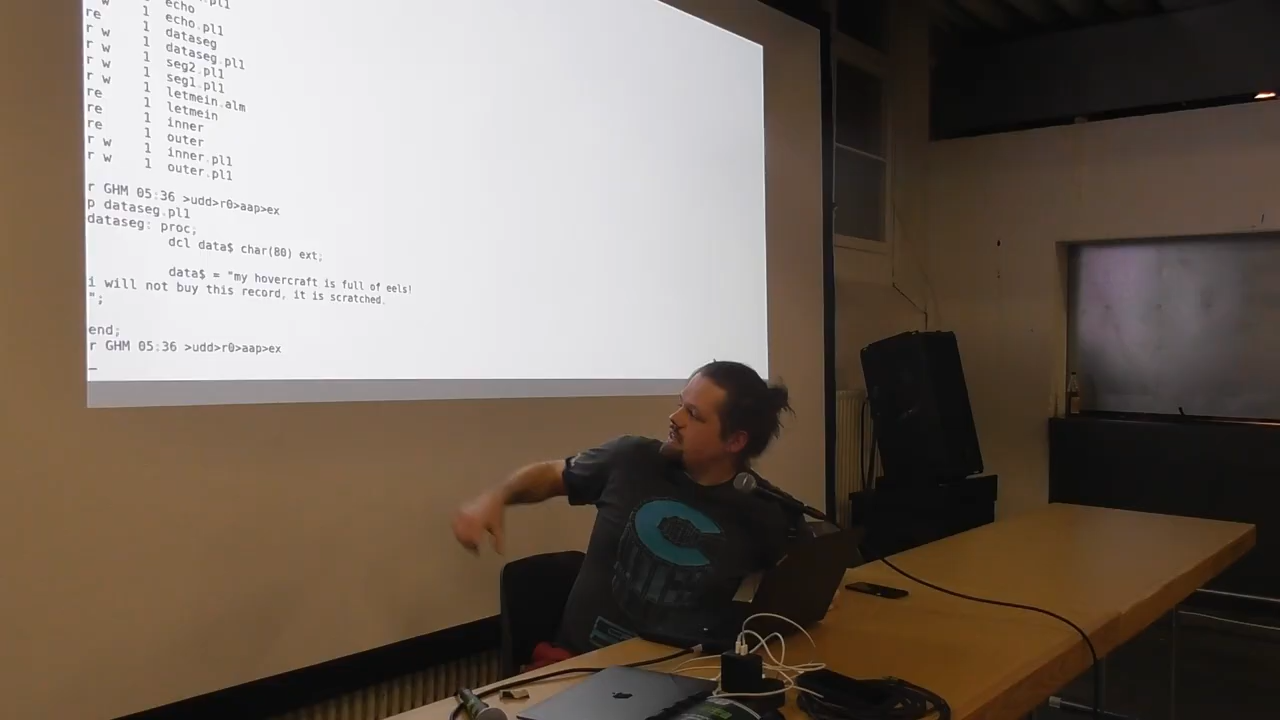 r w 1 echo
re 1 echo.pl1
r w 1 dataseg
r w 1 dataseg.pl1
r w 1 seg2.pl1
r w 1 seg1.pl1
re 1 letmein.alm
re 1 letmein
re 1 inner
r w 1 outer
r w 1 inner.pl1
1 outer.pl1
r GHM 05:36 >udd>r0>aap>ex
p dataseg.pl1
dataseg: proc;
dcl data$ char(80) ext;
data$ = "my hovercraft is full of eels!
i will not buy this record, it is scratched.
";
end;
r GHM 05:36 >udd>r0>aap>ex
C